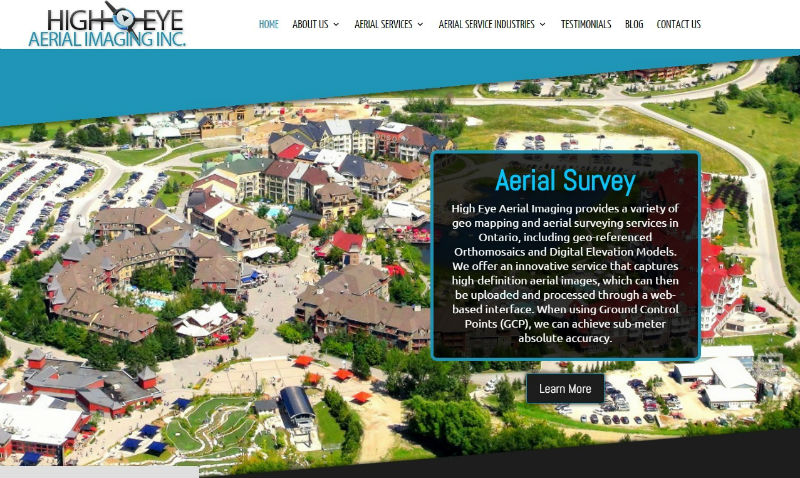 HIGH EYE
AERIAL IMAGING INC.
HOME ABOUT US AERIAL SERVICES AERIAL SERVICE INDUSTRIES TESTIMONIALS BLOG CONTACT US
Aerial Survey
High Eye Aerial Imaging provides a variety of
geo mapping and aerial surveying services in
Ontario, including geo-referenced
Orthomosaics and Digital Elevation Models.
We offer an innovative service that captures
high-definition aerial images, which can then
be uploaded and processed through a web-
based interface. When using Ground Control
Points (GCP), we can achieve sub-meter
absolute accuracy.
Learn More